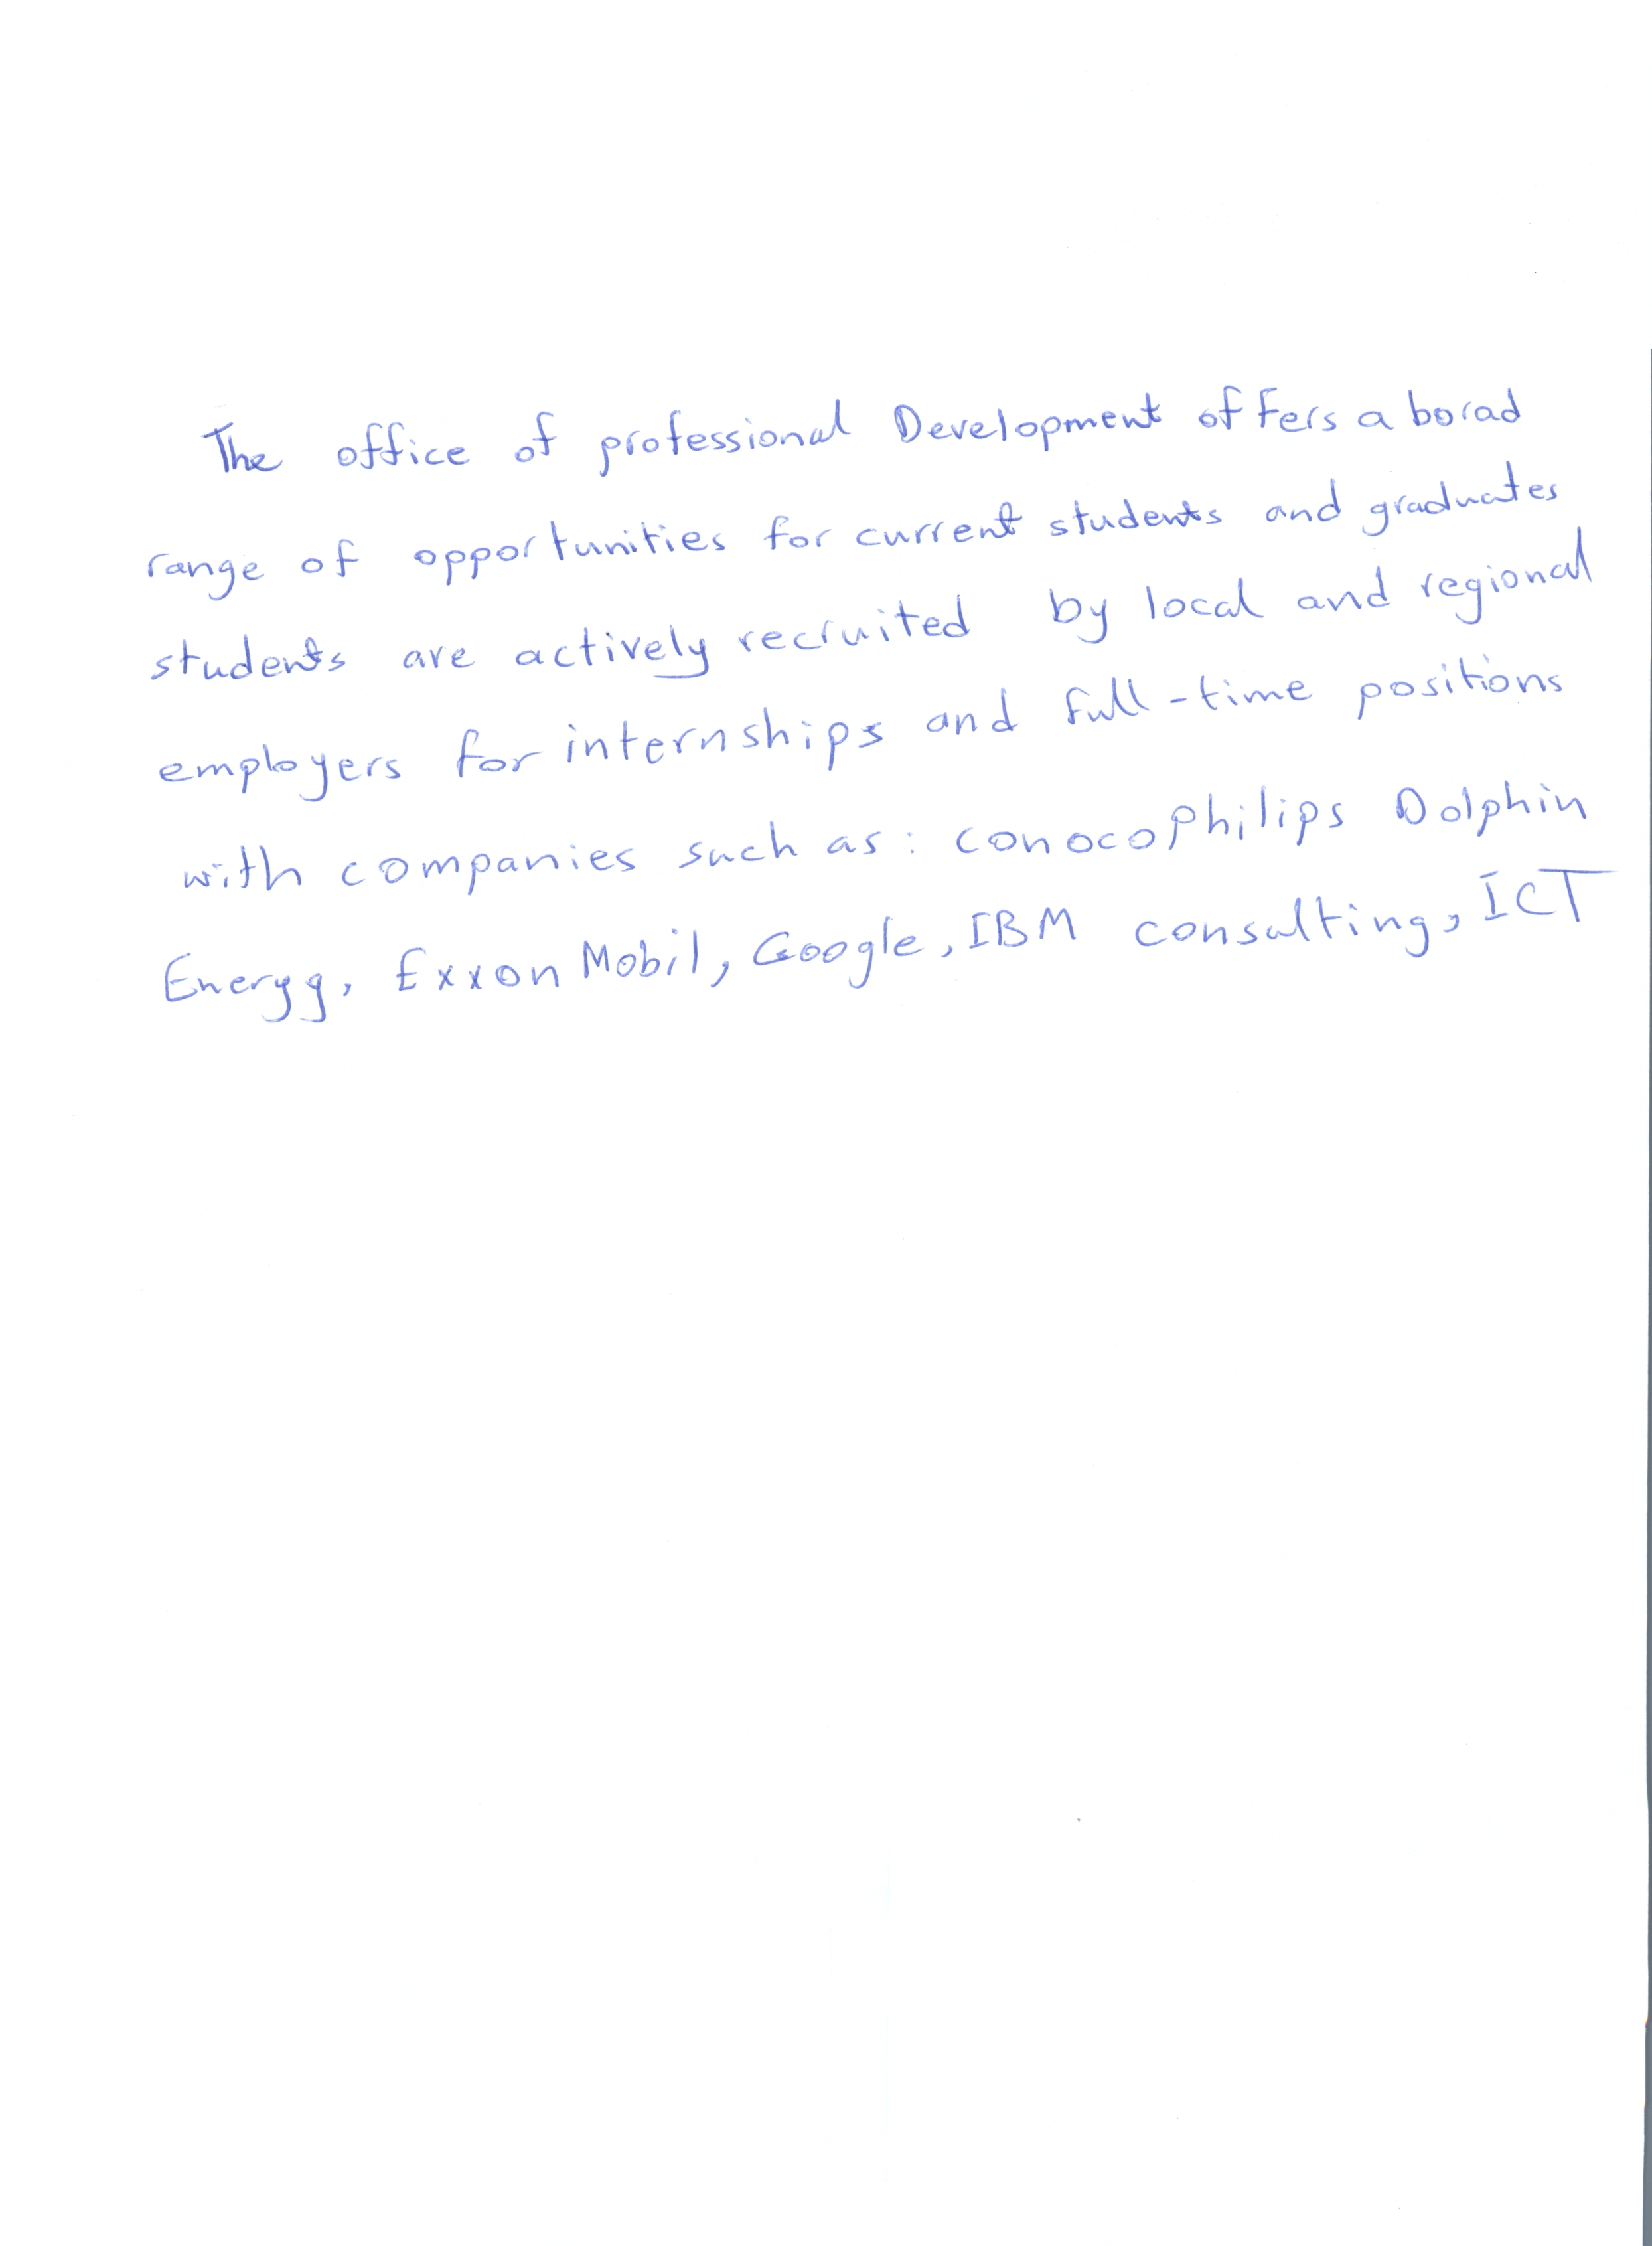 The office of professional Development offers a borad
range of opportunities for current students and graduates
students are actively recruited by local and regional
employers for internships and full-time positions
with companies such as: conocophilips Dolphin
Energy, Exxon Mobil, Google, IBM consulting, ICT